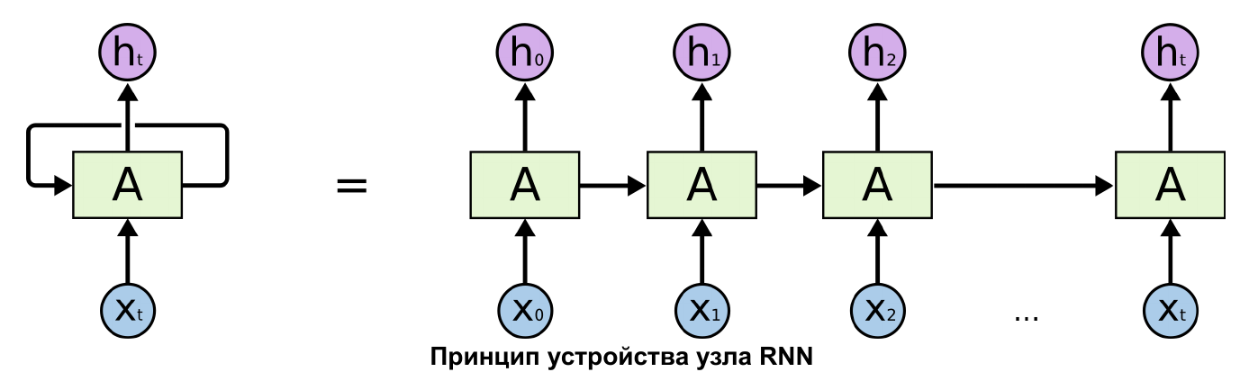 hₜ h₀ h₁ h₂ hₜ
A = A A A A
xₜ x₀ x₁ x₂ ... xₜ
Принцип устройства узла RNN